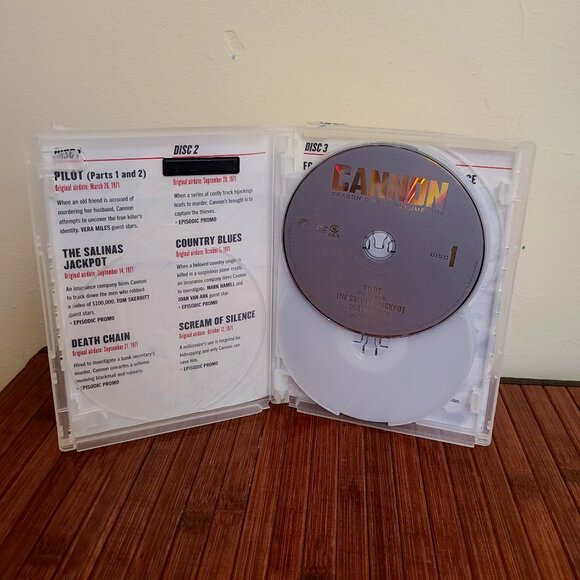 DISC 1
PILOT (Parts 1 and 2)
Original airdate: March 26, 1971
When an old friend is accused of
murdering her husband, Cannon
attempts to uncover the true killer's
identity. VERA MILES guest stars.
• EPISODIC PROMO
THE SALINAS
JACKPOT
Original airdate: September 14, 1971
An insurance company hires Cannon
to track down the men who robbed
a rodeo of $100,000. TOM SKERRITT
guest stars.
• EPISODIC PROMO
DEATH CHAIN
Original airdate: September 21, 1971
Hired to investigate a bank secretary's
murder, Cannon unearths a scheme
involving blackmail and robbery.
• EPISODIC PROMO
DISC 2
Original airdate: September 28, 1971
When a series of costly truck hijackings
leads to murder, Cannon's brought in to
capture the thieves.
• EPISODIC PROMO
COUNTRY BLUES
Original airdate: October
When a beloved country singer is
killed in a suspicious plane crash,
an insurance company hires Cannon
to investigate. MARK HAMILL and
JOAN VAN ARK guest star.
• EPISODIC PROMO
SCREAM OF SILENCE
Original airdate: October 12, 1971
A millionaire's son is targeted for
kidnapping and only Cannon can
save him.
• EPISODIC PROMO
DISC 3
CANNON
SEASON ONE, VOLUME ONE
DISC 1
PILOT
THE SALINAS JACKPOT
DEATH CHAIN